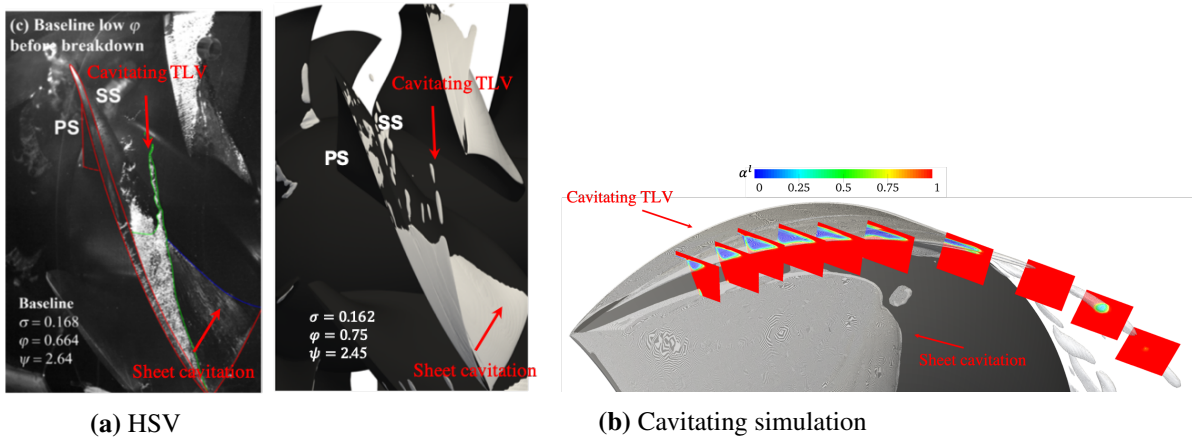 (c) Baseline low φ
before breakdown
Cavitating TLV
SS
PS
Baseline
σ = 0.168
φ = 0.664
ψ = 2.64
Sheet cavitation
Cavitating TLV
SS
PS
σ = 0.162
φ = 0.75
ψ = 2.45
Sheet cavitation
(a) HSV
αˡ
0 0.25 0.5 0.75 1
Cavitating TLV
Sheet cavitation
(b) Cavitating simulation